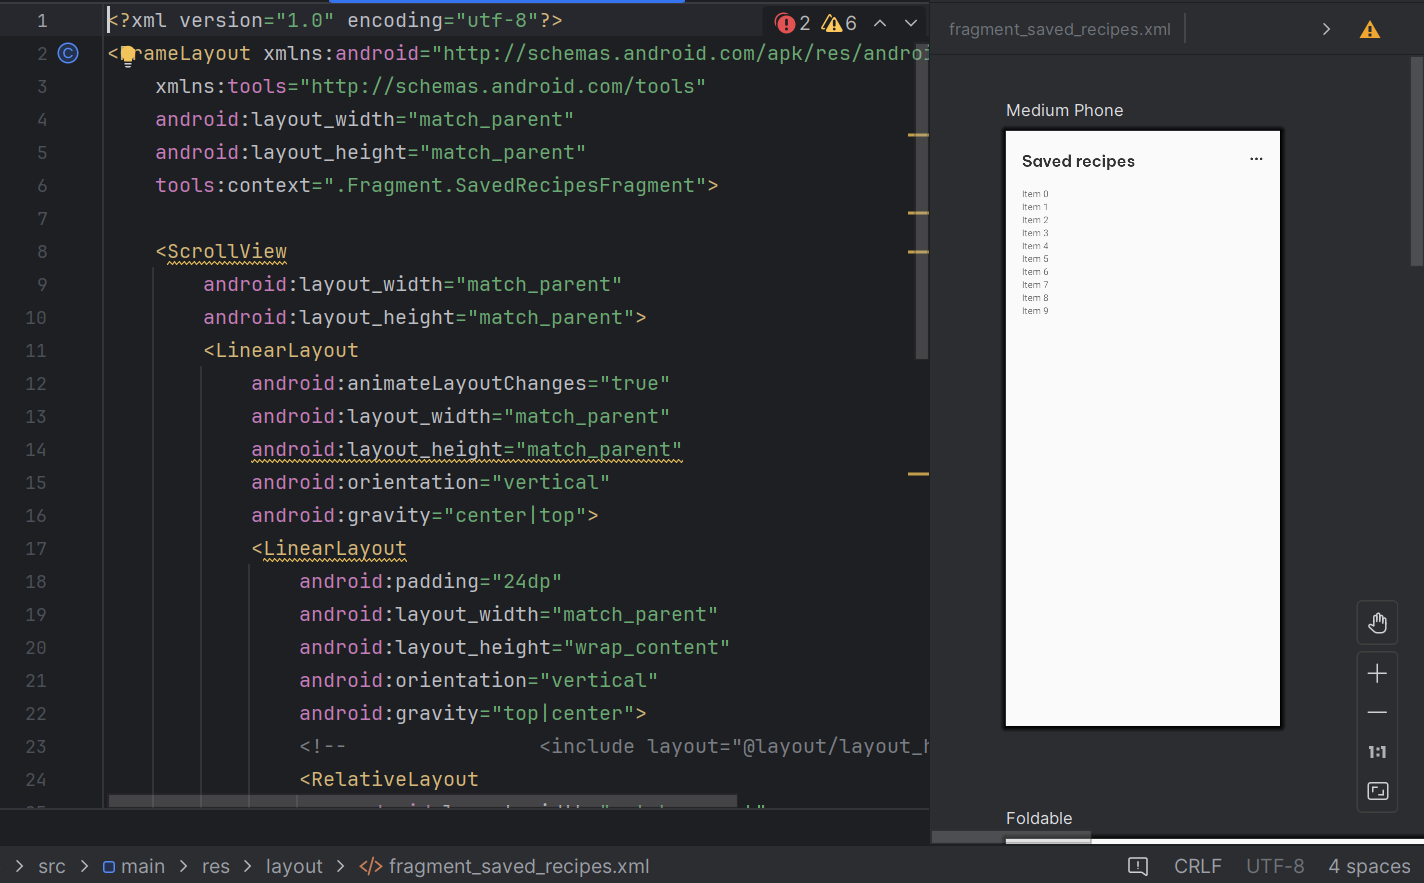 1 <?xml version="1.0" encoding="utf-8"?>
2 6
2 <FrameLayout xmlns:android="http://schemas.android.com/apk/res/androi
3 xmlns:tools="http://schemas.android.com/tools"
4 android:layout_width="match_parent"
5 android:layout_height="match_parent"
6 tools:context=".Fragment.SavedRecipesFragment">
7
8 <ScrollView
9 android:layout_width="match_parent"
10 android:layout_height="match_parent">
11 <LinearLayout
12 android:animateLayoutChanges="true"
13 android:layout_width="match_parent"
14 android:layout_height="match_parent"
15 android:orientation="vertical"
16 android:gravity="center|top">
17 <LinearLayout
18 android:padding="24dp"
19 android:layout_width="match_parent"
20 android:layout_height="wrap_content"
21 android:orientation="vertical"
22 android:gravity="top|center">
23 <!-- <include layout="@layout/layout_h
24 <RelativeLayout
fragment_saved_recipes.xml
Medium Phone
Saved recipes ...
Item 0
Item 1
Item 2
Item 3
Item 4
Item 5
Item 6
Item 7
Item 8
Item 9
1:1
Foldable
> src > main > res > layout > </> fragment_saved_recipes.xml
CRLF UTF-8 4 spaces